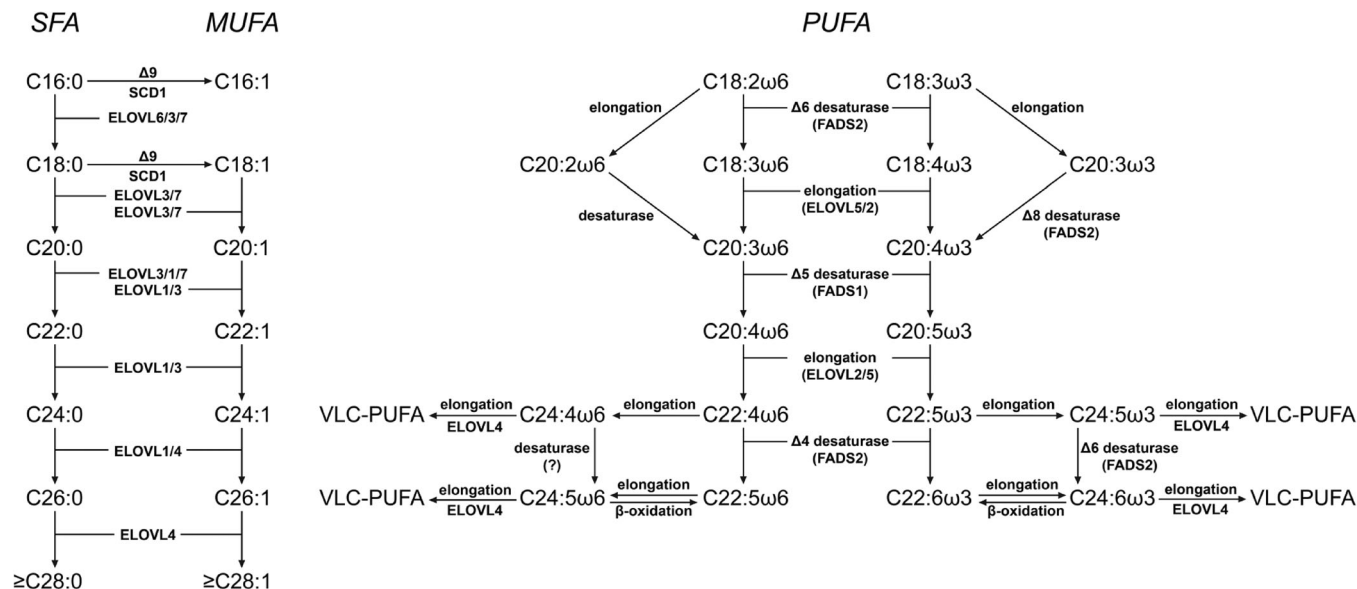 SFA MUFA PUFA
C16:0 Δ9 C16:1 C18:2ω6 C18:3ω3
SCD1
elongation Δ6 desaturase elongation
ELOVL6/3/7 (FADS2)
C18:0 Δ9 C18:1 C20:2ω6 C18:3ω6 C18:4ω3 C20:3ω3
SCD1
ELOVL3/7 elongation
ELOVL3/7 desaturase (ELOVL5/2) Δ8 desaturase
(FADS2)
C20:0 C20:1 C20:3ω6 C20:4ω3
ELOVL3/1/7 Δ5 desaturase
ELOVL1/3 (FADS1)
C22:0 C22:1 C20:4ω6 C20:5ω3
ELOVL1/3 elongation
(ELOVL2/5)
elongation elongation elongation elongation
C24:0 C24:1 VLC-PUFA C24:4ω6 C22:4ω6 C22:5ω3 C24:5ω3 VLC-PUFA
ELOVL4 ELOVL4
ELOVL1/4 desaturase Δ4 desaturase Δ6 desaturase
(?) (FADS2) (FADS2)
elongation elongation elongation elongation
C26:0 C26:1 VLC-PUFA C24:5ω6 C22:5ω6 C22:6ω3 C24:6ω3 VLC-PUFA
ELOVL4 β-oxidation β-oxidation ELOVL4
ELOVL4
≥C28:0 ≥C28:1